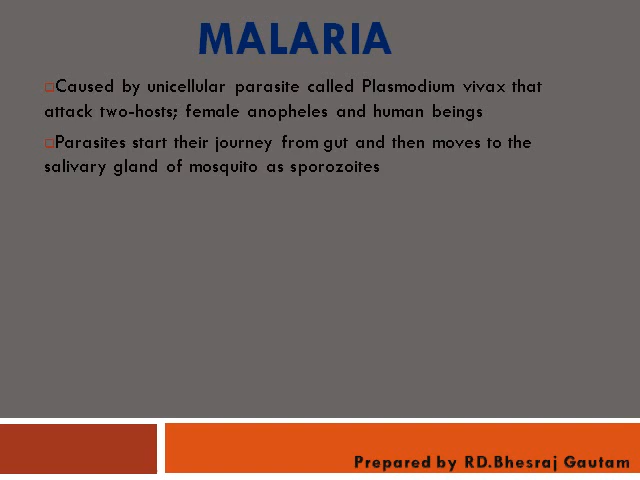 MALARIA
□Caused by unicellular parasite called Plasmodium vivax that
attack two-hosts; female anopheles and human beings
□Parasites start their journey from gut and then moves to the
salivary gland of mosquito as sporozoites
Prepared by RD.Bhesraj Gautam